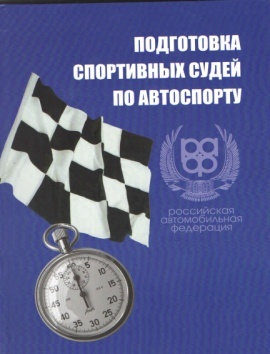 ПОДГОТОВКА
СПОРТИВНЫХ СУДЕЙ
ПО АВТОСПОРТУ
российская
автомобильная
федерация